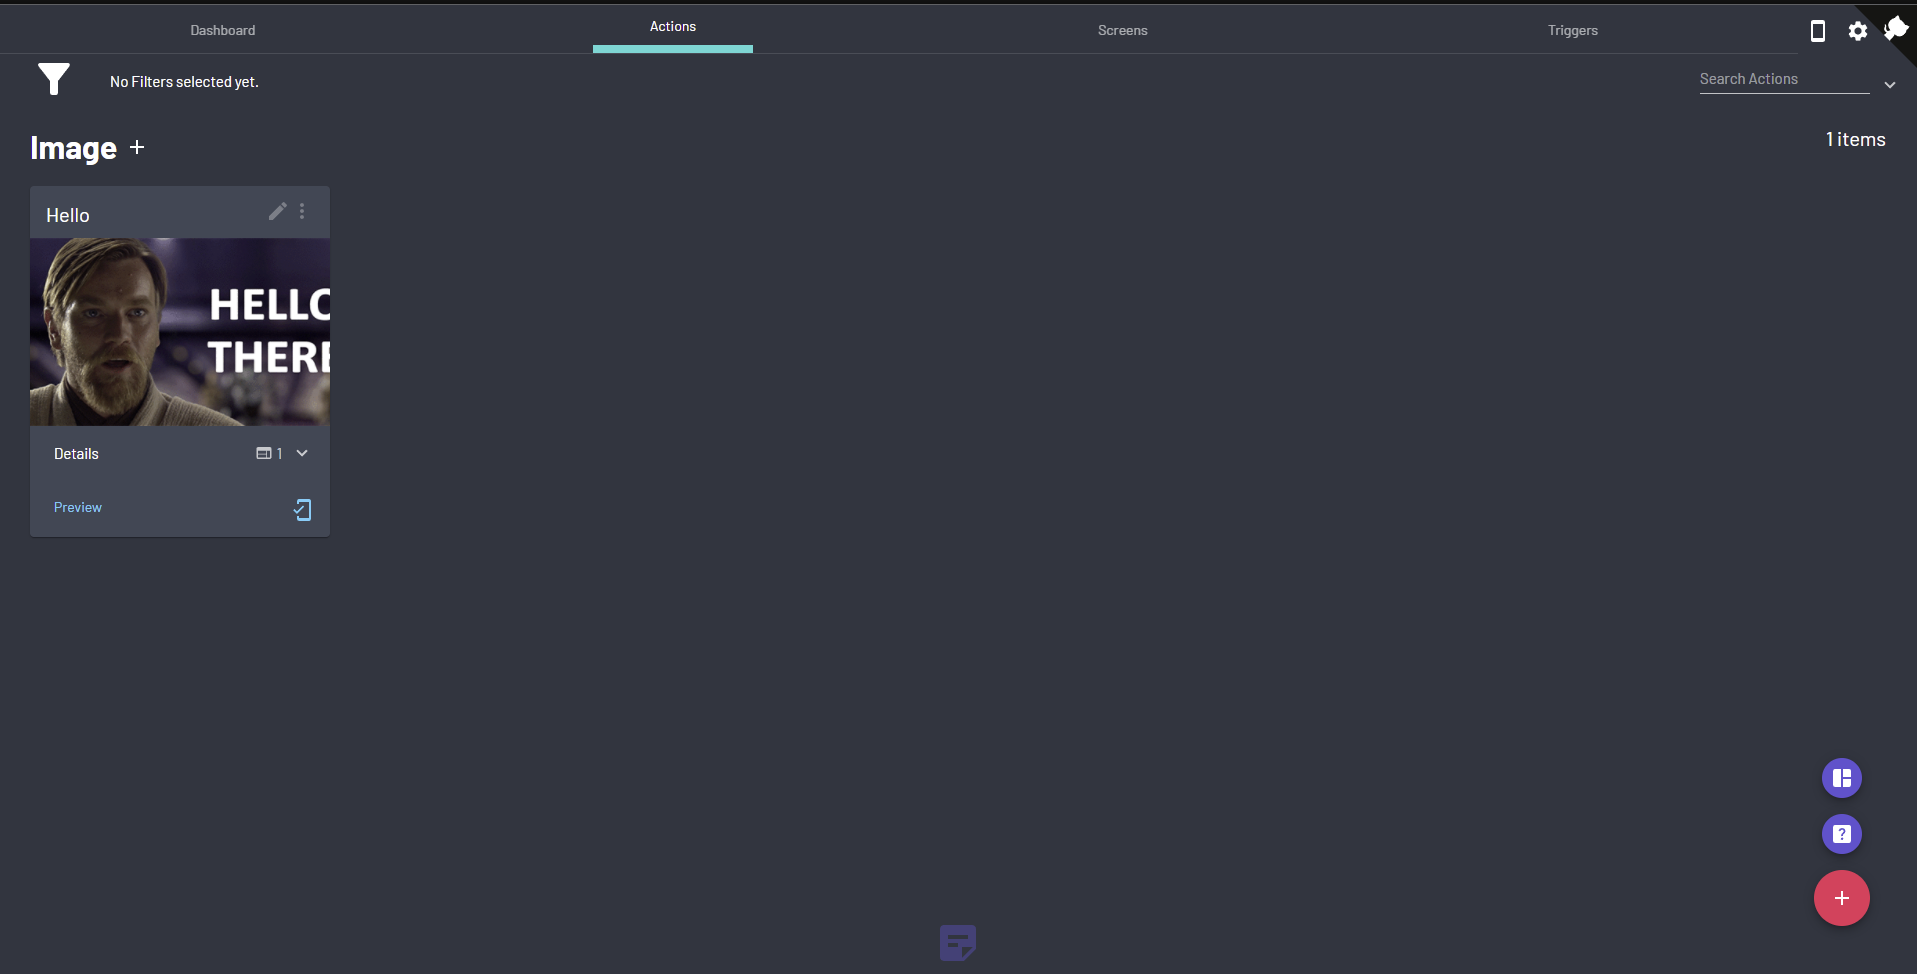 Dashboard
Actions
Screens
Triggers
No Filters selected yet.
Search Actions
Image +
1 items
Hello
HELLO
THERE
Details
1
Preview
?
+